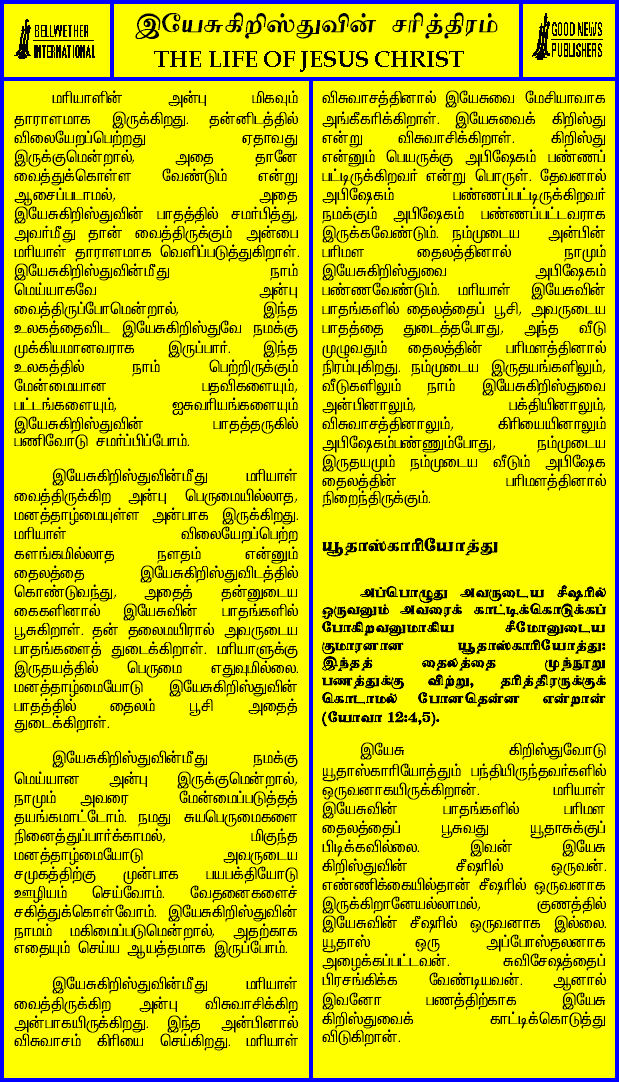 BELLWETHER
INTERNATIONAL
இயேசுகிறிஸ்துவின் சரித்திரம்
THE LIFE OF JESUS CHRIST
GOOD NEWS
PUBLISHERS
மரியாளின் அன்பு மிகவும்
தாராளமாக இருக்கிறது. தன்னிடத்தில்
விலையேறப்பெற்றது ஏதாவது
இருக்குமென்றால், அதை தானே
வைத்துக்கொள்ள வேண்டும் என்று
ஆசைப்படாமல், அதை
இயேசுகிறிஸ்துவின் பாதத்தில் சமர்பித்து,
அவர்மீது தான் வைத்திருக்கும் அன்பை
மரியாள் தாராளமாக வெளிப்படுத்துகிறாள்.
இயேசுகிறிஸ்துவின்மீது நாம்
மெய்யாகவே அன்பு
வைத்திருப்போமென்றால், இந்த
உலகத்தைவிட இயேசுகிறிஸ்துவே நமக்கு
முக்கியமானவராக இருப்பார். இந்த
உலகத்தில் நாம் பெற்றிருக்கும்
மேன்மையான பதவிகளையும்,
பட்டங்களையும், ஐசுவரியங்களையும்
இயேசுகிறிஸ்துவின் பாதத்தருகில்
பணிவோடு சமர்ப்பிப்போம்.
இயேசுகிறிஸ்துவின்மீது மரியாள்
வைத்திருக்கிற அன்பு பெருமையில்லாத,
மனத்தாழ்மையுள்ள அன்பாக இருக்கிறது.
மரியாள் விலையேறப்பெற்ற
களங்கமில்லாத நளதம் என்னும்
தைலத்தை இயேசுகிறிஸ்துவிடத்தில்
கொண்டுவந்து, அதைத் தன்னுடைய
கைகளினால் இயேசுவின் பாதங்களில்
பூசுகிறாள். தன் தலைமயிரால் அவருடைய
பாதங்களைத் துடைக்கிறாள். மரியாளுக்கு
இருதயத்தில் பெருமை எதுவுமில்லை.
மனத்தாழ்மையோடு இயேசுகிறிஸ்துவின்
பாதத்தில் தைலம் பூசி அதைத்
துடைக்கிறாள்.
இயேசுகிறிஸ்துவின்மீது நமக்கு
மெய்யான அன்பு இருக்குமென்றால்,
நாமும் அவரை மேன்மைப்படுத்தத்
தயங்கமாட்டோம். நமது சுயபெருமைகளை
நினைத்துப்பார்க்காமல், மிகுந்த
மனத்தாழ்மையோடு அவருடைய
சமுகத்திற்கு முன்பாக பயபக்தியோடு
ஊழியம் செய்வோம். வேதனைகளைச்
சகித்துக்கொள்வோம். இயேசுகிறிஸ்துவின்
நாமம் மகிமைப்படுமென்றால், அதற்காக
எதையும் செய்ய ஆயத்தமாக இருப்போம்.
இயேசுகிறிஸ்துவின்மீது மரியாள்
வைத்திருக்கிற அன்பு விசுவாசிக்கிற
அன்பாகயிருக்கிறது. இந்த அன்பினால்
விசுவாசம் கிரியை செய்கிறது. மரியாள்
விசுவாசத்தினால் இயேசுவை மேசியாவாக
அங்கீகரிக்கிறாள். இயேசுவைக் கிறிஸ்து
என்று விசுவாசிக்கிறாள். கிறிஸ்து
என்னும் பெயருக்கு அபிஷேகம் பண்ணப்
பட்டிருக்கிறவர் என்று பொருள். தேவனால்
அபிஷேகம் பண்ணப்பட்டிருக்கிறவர்
நமக்கும் அபிஷேகம் பண்ணப்பட்டவராக
இருக்கவேண்டும். நம்முடைய அன்பின்
பரிமள தைலத்தினால் நாமும்
இயேசுகிறிஸ்துவை அபிஷேகம்
பண்ணவேண்டும். மரியாள் இயேசுவின்
பாதங்களில் தைலத்தைப் பூசி, அவருடைய
பாதத்தை துடைத்தபோது, அந்த வீடு
முழுவதும் தைலத்தின் பரிமளத்தினால்
நிரம்புகிறது. நம்முடைய இருதயங்களிலும்,
வீடுகளிலும் நாம் இயேசுகிறிஸ்துவை
அன்பினாலும், பக்தியினாலும்,
விசுவாசத்தினாலும், கிரியையினாலும்
அபிஷேகம்பண்ணும்போது, நம்முடைய
இருதயமும் நம்முடைய வீடும் அபிஷேக
தைலத்தின் பரிமளத்தினால்
நிறைந்திருக்கும்.
யூதாஸ்காரியோத்து
அப்பொழுது அவருடைய சீஷரில்
ஒருவனும் அவரைக் காட்டிக்கொடுக்கப்
போகிறவனுமாகிய சீமோனுடைய
குமாரனான யூதாஸ்காரியோத்து:
இந்தத் தைலத்தை முந்நூறு
பணத்துக்கு விற்று, தரித்திரருக்குக்
கொடாமல் போனதென்ன என்றான்
(யோவா 12:4,5).
இயேசு கிறிஸ்துவோடு
யூதாஸ்காரியோத்தும் பந்தியிருந்தவர்களில்
ஒருவனாகயிருக்கிறான். மரியாள்
இயேசுவின் பாதங்களில் பரிமள
தைலத்தைப் பூசுவது யூதாசுக்குப்
பிடிக்கவில்லை. இவன் இயேசு
கிறிஸ்துவின் சீஷரில் ஒருவன்.
எண்ணிக்கையில்தான் சீஷரில் ஒருவனாக
இருக்கிறானேயல்லாமல், குணத்தில்
இயேசுவின் சீஷரில் ஒருவனாக இல்லை.
யூதாஸ் ஒரு அப்போஸ்தலனாக
அழைக்கப்பட்டவன். சுவிசேஷத்தைப்
பிரசங்கிக்க வேண்டியவன். ஆனால்
இவனோ பணத்திற்காக இயேசு
கிறிஸ்துவைக் காட்டிக்கொடுத்து
விடுகிறான்.